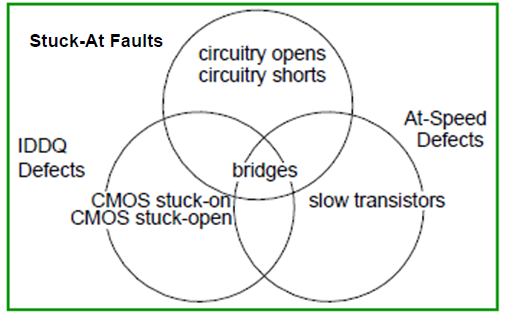 Stuck-At Faults
circuitry opens
circuitry shorts
At-Speed
Defects
IDDQ
Defects
bridges
CMOS stuck-on
CMOS stuck-open
slow transistors